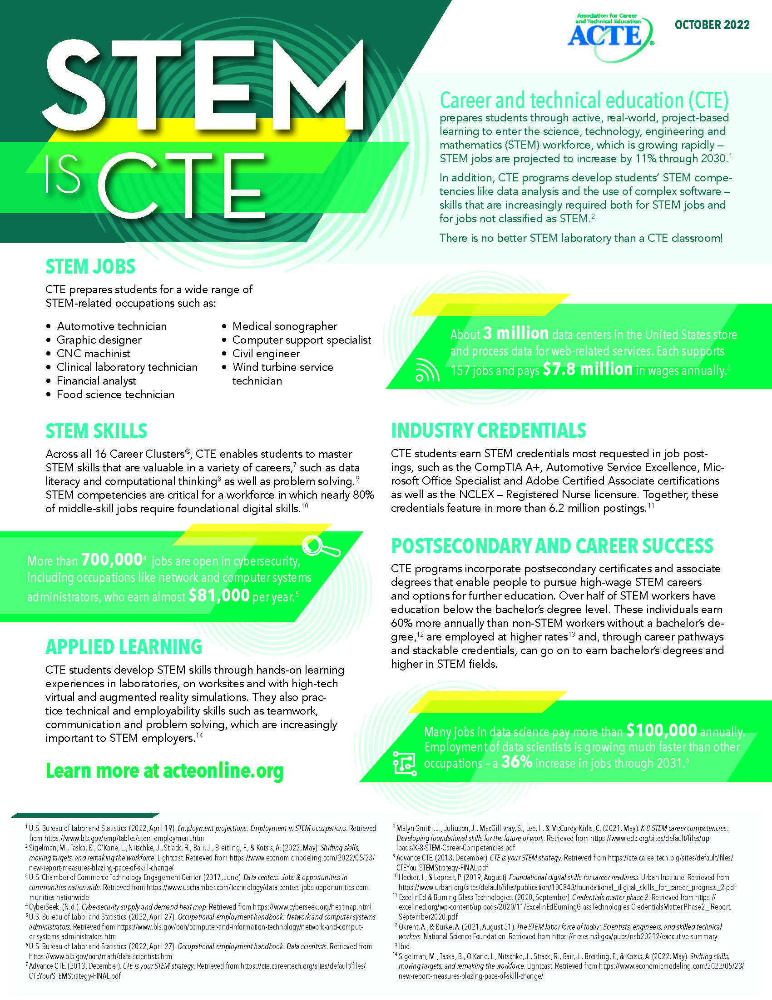 STEM
IS CTE
Association for Career
and Technical Education
ACTE®
OCTOBER 2022
Career and technical education (CTE)
prepares students through active, real-world, project-based
learning to enter the science, technology, engineering and
mathematics (STEM) workforce, which is growing rapidly –
STEM jobs are projected to increase by 11% through 2030.¹
In addition, CTE programs develop students’ STEM compe-
tencies like data analysis and the use of complex software –
skills that are increasingly required both for STEM jobs and
for jobs not classified as STEM.²
There is no better STEM laboratory than a CTE classroom!
STEM JOBS
CTE prepares students for a wide range of
STEM-related occupations such as:
• Automotive technician
• Graphic designer
• CNC machinist
• Clinical laboratory technician
• Financial analyst
• Food science technician
• Medical sonographer
• Computer support specialist
• Civil engineer
• Wind turbine service
technician
About 3 million data centers in the United States store
and process data for web-related services. Each supports
157 jobs and pays $7.8 million in wages annually.³
STEM SKILLS
Across all 16 Career Clusters®, CTE enables students to master
STEM skills that are valuable in a variety of careers,⁷ such as data
literacy and computational thinking⁸ as well as problem solving.⁹
STEM competencies are critical for a workforce in which nearly 80%
of middle-skill jobs require foundational digital skills.¹⁰
More than 700,000⁴ jobs are open in cybersecurity,
including occupations like network and computer systems
administrators, who earn almost $81,000 per year.⁵
APPLIED LEARNING
CTE students develop STEM skills through hands-on learning
experiences in laboratories, on worksites and with high-tech
virtual and augmented reality simulations. They also prac-
tice technical and employability skills such as teamwork,
communication and problem solving, which are increasingly
important to STEM employers.¹⁴
Learn more at acteonline.org
INDUSTRY CREDENTIALS
CTE students earn STEM credentials most requested in job post-
ings, such as the CompTIA A+, Automotive Service Excellence, Mic-
rosoft Office Specialist and Adobe Certified Associate certifications
as well as the NCLEX – Registered Nurse licensure. Together, these
credentials feature in more than 6.2 million postings.¹¹
POSTSECONDARY AND CAREER SUCCESS
CTE programs incorporate postsecondary certificates and associate
degrees that enable people to pursue high-wage STEM careers
and options for further education. Over half of STEM workers have
education below the bachelor’s degree level. These individuals earn
60% more annually than non-STEM workers without a bachelor’s de-
gree,¹² are employed at higher rates¹³ and, through career pathways
and stackable credentials, can go on to earn bachelor’s degrees and
higher in STEM fields.
Many jobs in data science pay more than $100,000 annually.
Employment of data scientists is growing much faster than other
occupations – a 36% increase in jobs through 2031.⁶
¹ U.S. Bureau of Labor and Statistics. (2022, April 19). Employment projections: Employment in STEM occupations. Retrieved
from https://www.bls.gov/emp/tables/stem-employment.htm
² Sigelman, M., Taska, B., O'Kane, L., Nitschke, J., Strack, R., Bair, J., Breitling, F., & Kotsis, A. (2022, May). Shifting skills,
moving targets, and remaking the workforce. Lightcast. Retrieved from https://www.economicmodeling.com/2022/05/23/
new-report-measures-blazing-pace-of-skill-change/
³ U.S. Chamber of Commerce Technology Engagement Center. (2017, June). Data centers: Jobs & opportunities in
communities nationwide. Retrieved from https://www.uschamber.com/technology/data-centers-jobs-opportunities-com-
munities-nationwide
⁴ CyberSeek. (N.d.). Cybersecurity supply and demand heat map. Retrieved from https://www.cyberseek.org/heatmap.html
⁵ U.S. Bureau of Labor and Statistics. (2022, April 27). Occupational employment handbook: Network and computer systems
administrators. Retrieved from https://www.bls.gov/ooh/computer-and-information-technology/network-and-comput-
er-systems-administrators.htm
⁶ U.S. Bureau of Labor and Statistics. (2022, April 27). Occupational employment handbook: Data scientists. Retrieved from
https://www.bls.gov/ooh/math/data-scientists.htm
⁷ Advance CTE. (2013, December). CTE is your STEM strategy. Retrieved from https://cte.careertech.org/sites/default/files/
CTEYourSTEMStrategy-FINAL.pdf
⁸ Malyn-Smith, J., Juliuson, J., MacGillivray, S., Lee, I., & McCurdy-Kirlis, C. (2021, May). K-8 STEM career competencies:
Developing foundational skills for the future of work. Retrieved from https://www.edc.org/sites/default/files/up-
loads/K-8-STEM-Career-Competencies.pdf
⁹ Advance CTE. (2013, December). CTE is your STEM strategy. Retrieved from https://cte.careertech.org/sites/default/files/
CTEYourSTEMStrategy-FINAL.pdf
¹⁰ Hecker, I., & Loprest, P. (2019, August). Foundational digital skills for career readiness. Urban Institute. Retrieved from
https://www.urban.org/sites/default/files/publication/100843/foundational_digital_skills_for_career_progress_2.pdf
¹¹ ExcelinEd & Burning Glass Technologies. (2020, September). Credentials matter phase 2. Retrieved from https://
excelined.org/wp-content/uploads/2020/11/ExcelinEdBurningGlassTechnologies.CredentialsMatter.Phase2_.Report.
September2020.pdf
¹² Okrent, A., & Burke, A. (2021, August 31). The STEM labor force of today: Scientists, engineers, and skilled technical
workers. National Science Foundation. Retrieved from https://ncses.nsf.gov/pubs/nsb20212/executive-summary
¹³ Ibid.
¹⁴ Sigelman, M., Taska, B., O'Kane, L., Nitschke, J., Strack, R., Bair, J., Breitling, F., & Kotsis, A. (2022, May). Shifting skills,
moving targets, and remaking the workforce. Lightcast. Retrieved from https://www.economicmodeling.com/2022/05/23/
new-report-measures-blazing-pace-of-skill-change/